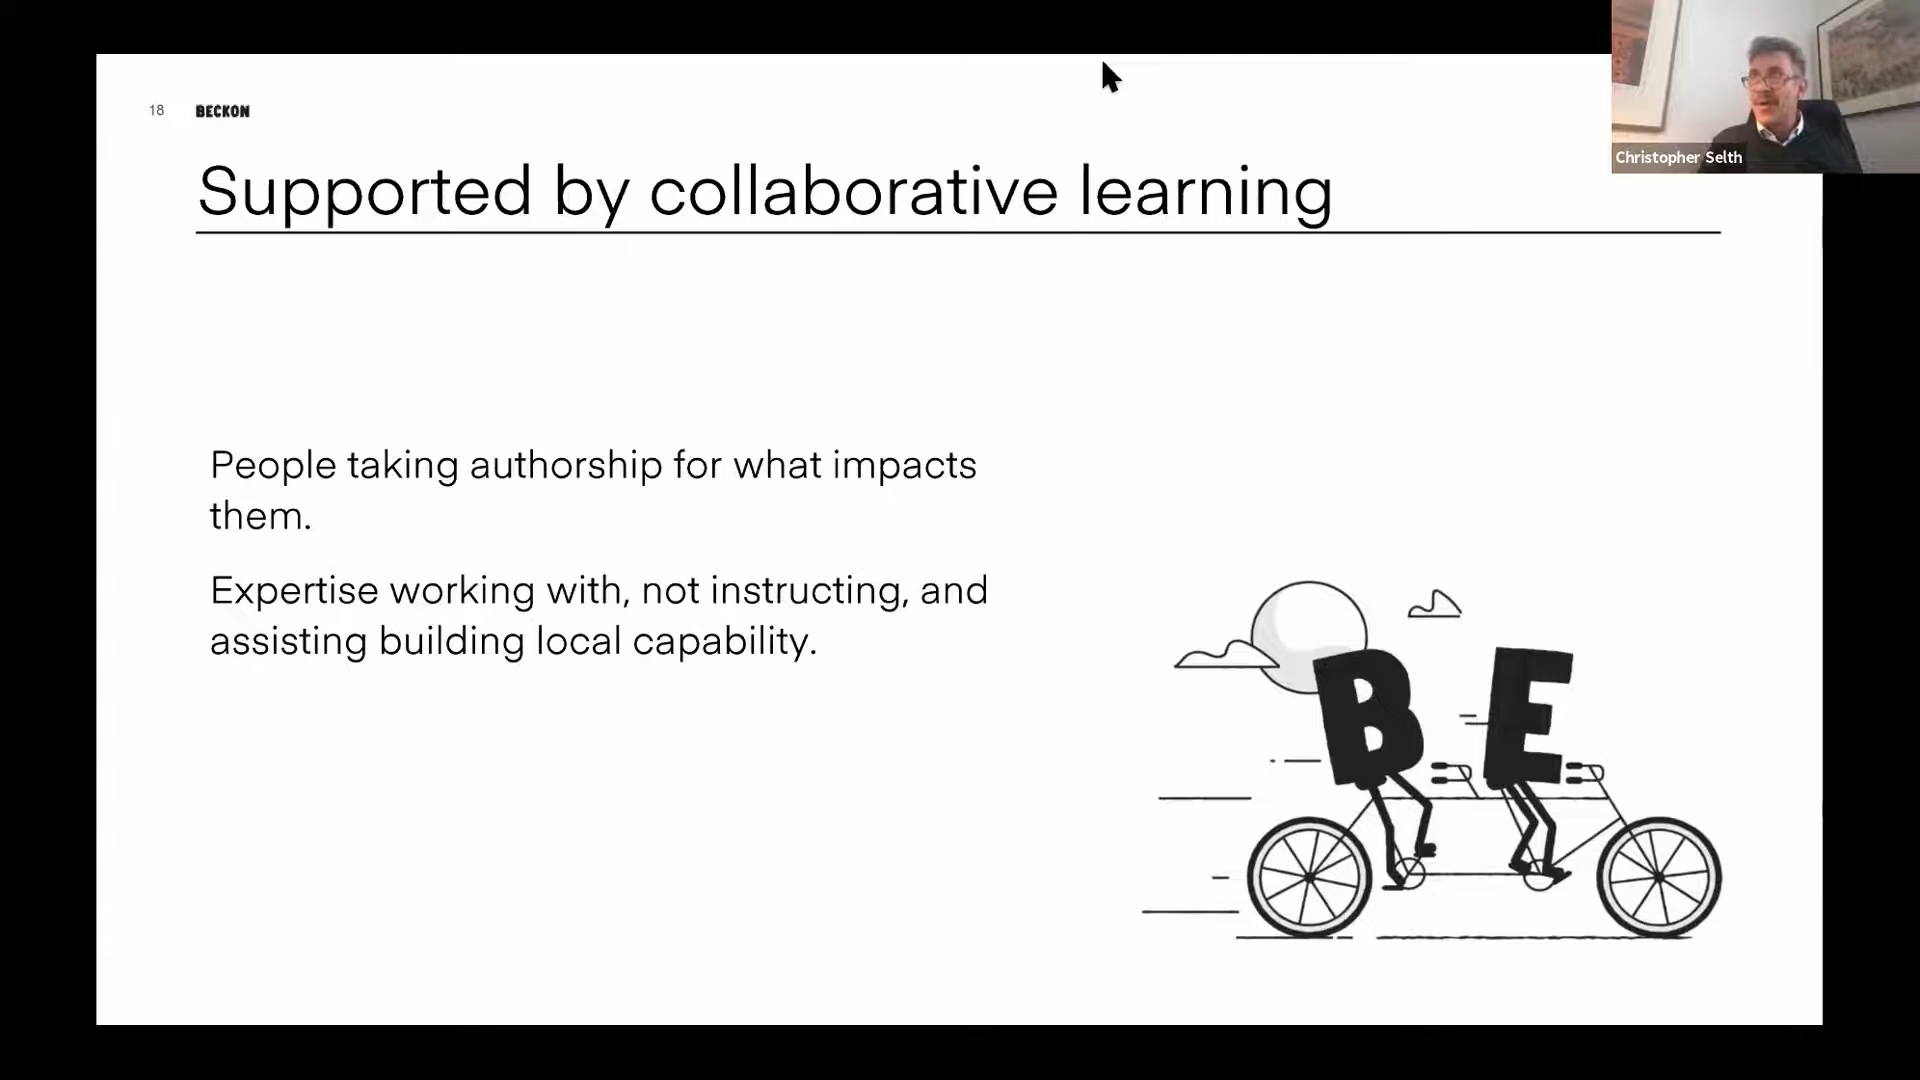 18 BECKON
Christopher Selth
Supported by collaborative learning
People taking authorship for what impacts
them.
Expertise working with, not instructing, and
assisting building local capability.
B E